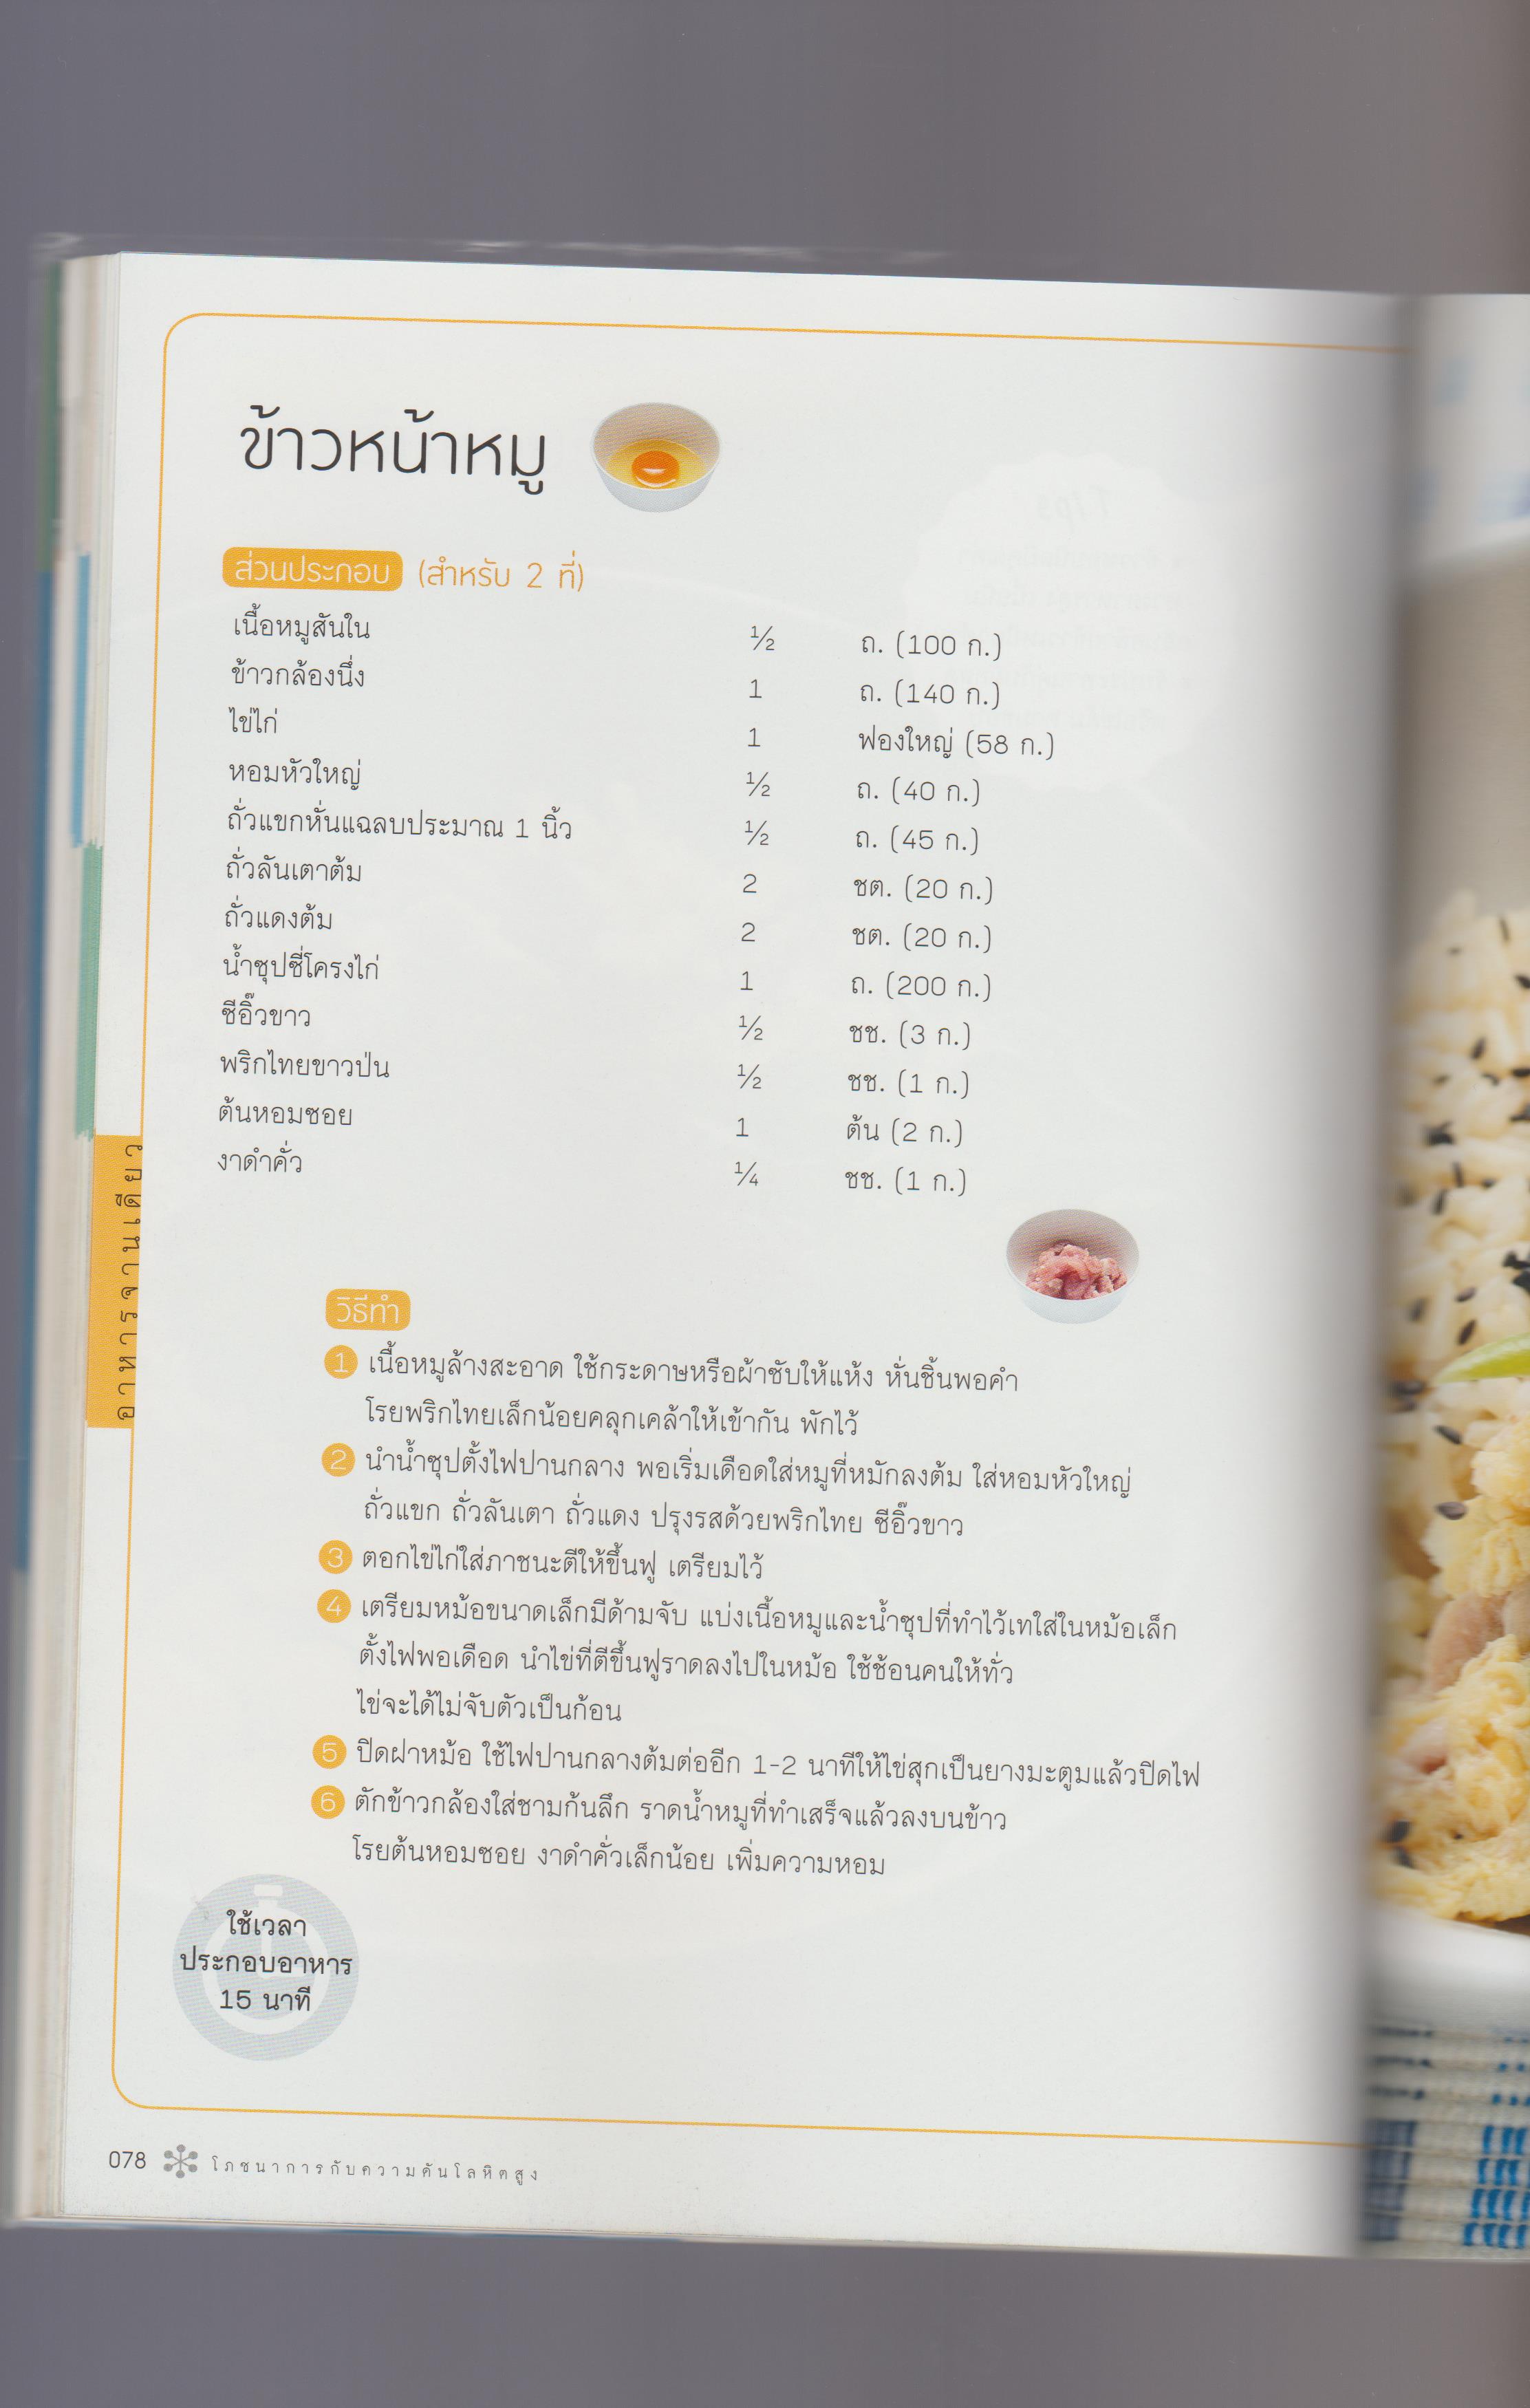 ข้าวหน้าหมู
ส่วนประกอบ (สำหรับ 2 ที่)
เนื้อหมูสันใน ½ ถ. (100 ก.)
ข้าวกล้องนึ่ง 1 ถ. (140 ก.)
ไข่ไก่ 1 ฟองใหญ่ (58 ก.)
หอมหัวใหญ่ ½ ถ. (40 ก.)
ถั่วแขกหั่นแฉลบประมาณ 1 นิ้ว ½ ถ. (45 ก.)
ถั่วลันเตาต้ม 2 ชต. (20 ก.)
ถั่วแดงต้ม 2 ชต. (20 ก.)
น้ำซุปซี่โครงไก่ 1 ถ. (200 ก.)
ซีอิ๊วขาว ½ ชช. (3 ก.)
พริกไทยขาวป่น ½ ชช. (1 ก.)
ต้นหอมซอย 1 ต้น (2 ก.)
งาดำคั่ว ¼ ชช. (1 ก.)
อาหารจานเดียว
วิธีทำ
1 เนื้อหมูล้างสะอาด ใช้กระดาษหรือผ้าซับให้แห้ง หั่นชิ้นพอคำ
โรยพริกไทยเล็กน้อยคลุกเคล้าให้เข้ากัน พักไว้
2 นำน้ำซุปตั้งไฟปานกลาง พอเริ่มเดือดใส่หมูที่หมักลงต้ม ใส่หอมหัวใหญ่
ถั่วแขก ถั่วลันเตา ถั่วแดง ปรุงรสด้วยพริกไทย ซีอิ๊วขาว
3 ตอกไข่ไก่ใส่ภาชนะตีให้ขึ้นฟู เตรียมไว้
4 เตรียมหม้อขนาดเล็กมีด้ามจับ แบ่งเนื้อหมูและน้ำซุปที่ทำไว้เทใส่ในหม้อเล็ก
ตั้งไฟพอเดือด นำไข่ที่ตีขึ้นฟูราดลงไปในหม้อ ใช้ช้อนคนให้ทั่ว
ไข่จะได้ไม่จับตัวเป็นก้อน
5 ปิดฝาหม้อ ใช้ไฟปานกลางต้มต่ออีก 1-2 นาทีให้ไข่สุกเป็นยางมะตูมแล้วปิดไฟ
6 ตักข้าวกล้องใส่ชามก้นลึก ราดน้ำหมูที่ทำเสร็จแล้วลงบนข้าว
โรยต้นหอมซอย งาดำคั่วเล็กน้อย เพิ่มความหอม
ใช้เวลา
ประกอบอาหาร
15 นาที
078 โภชนาการกับความดันโลหิตสูง